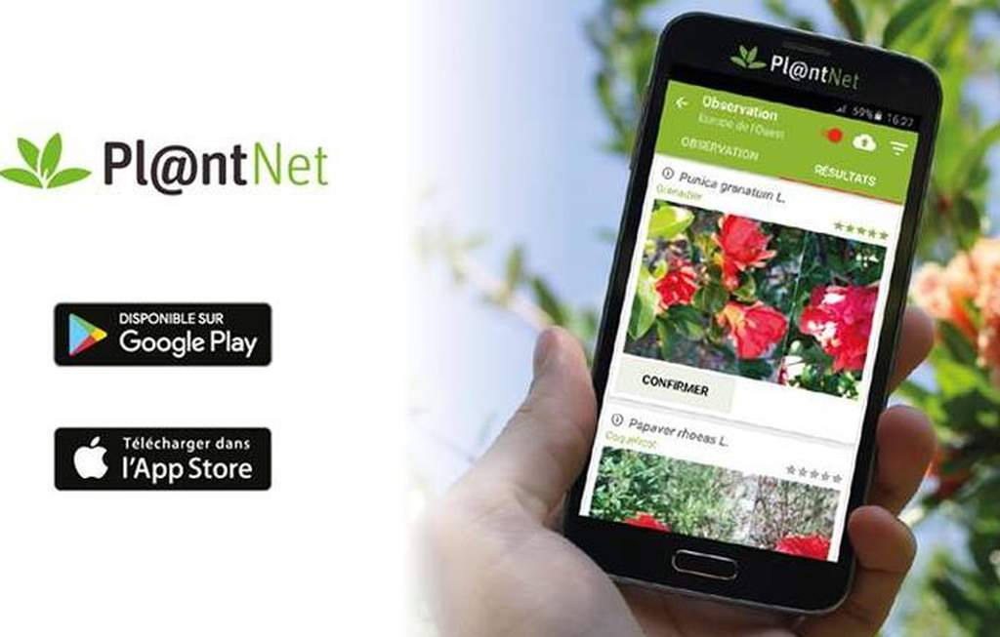 Pl@ntNet
DISPONIBLE SUR
Google Play
Télécharger dans
l'App Store
Pl@ntNet
59% 16:27
Observation
Europe de l'Ouest
OBSERVATION
RÉSULTATS
Punica granatum L.
Grenadier
CONFIRMER
Papaver rhoeas L.
Coquelicot